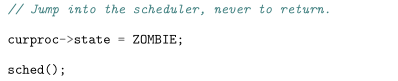 // Jump into the scheduler, never to return.
curproc->state = ZOMBIE;
sched();